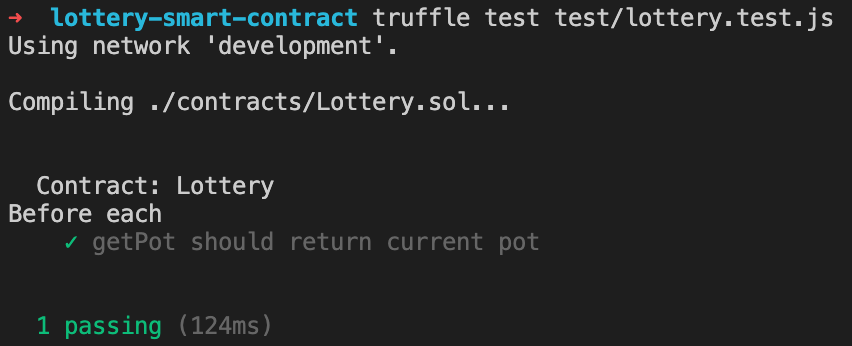 ➜ lottery-smart-contract truffle test test/lottery.test.js
Using network 'development'.
Compiling ./contracts/Lottery.sol...
Contract: Lottery
Before each
✓ getPot should return current pot
1 passing (124ms)